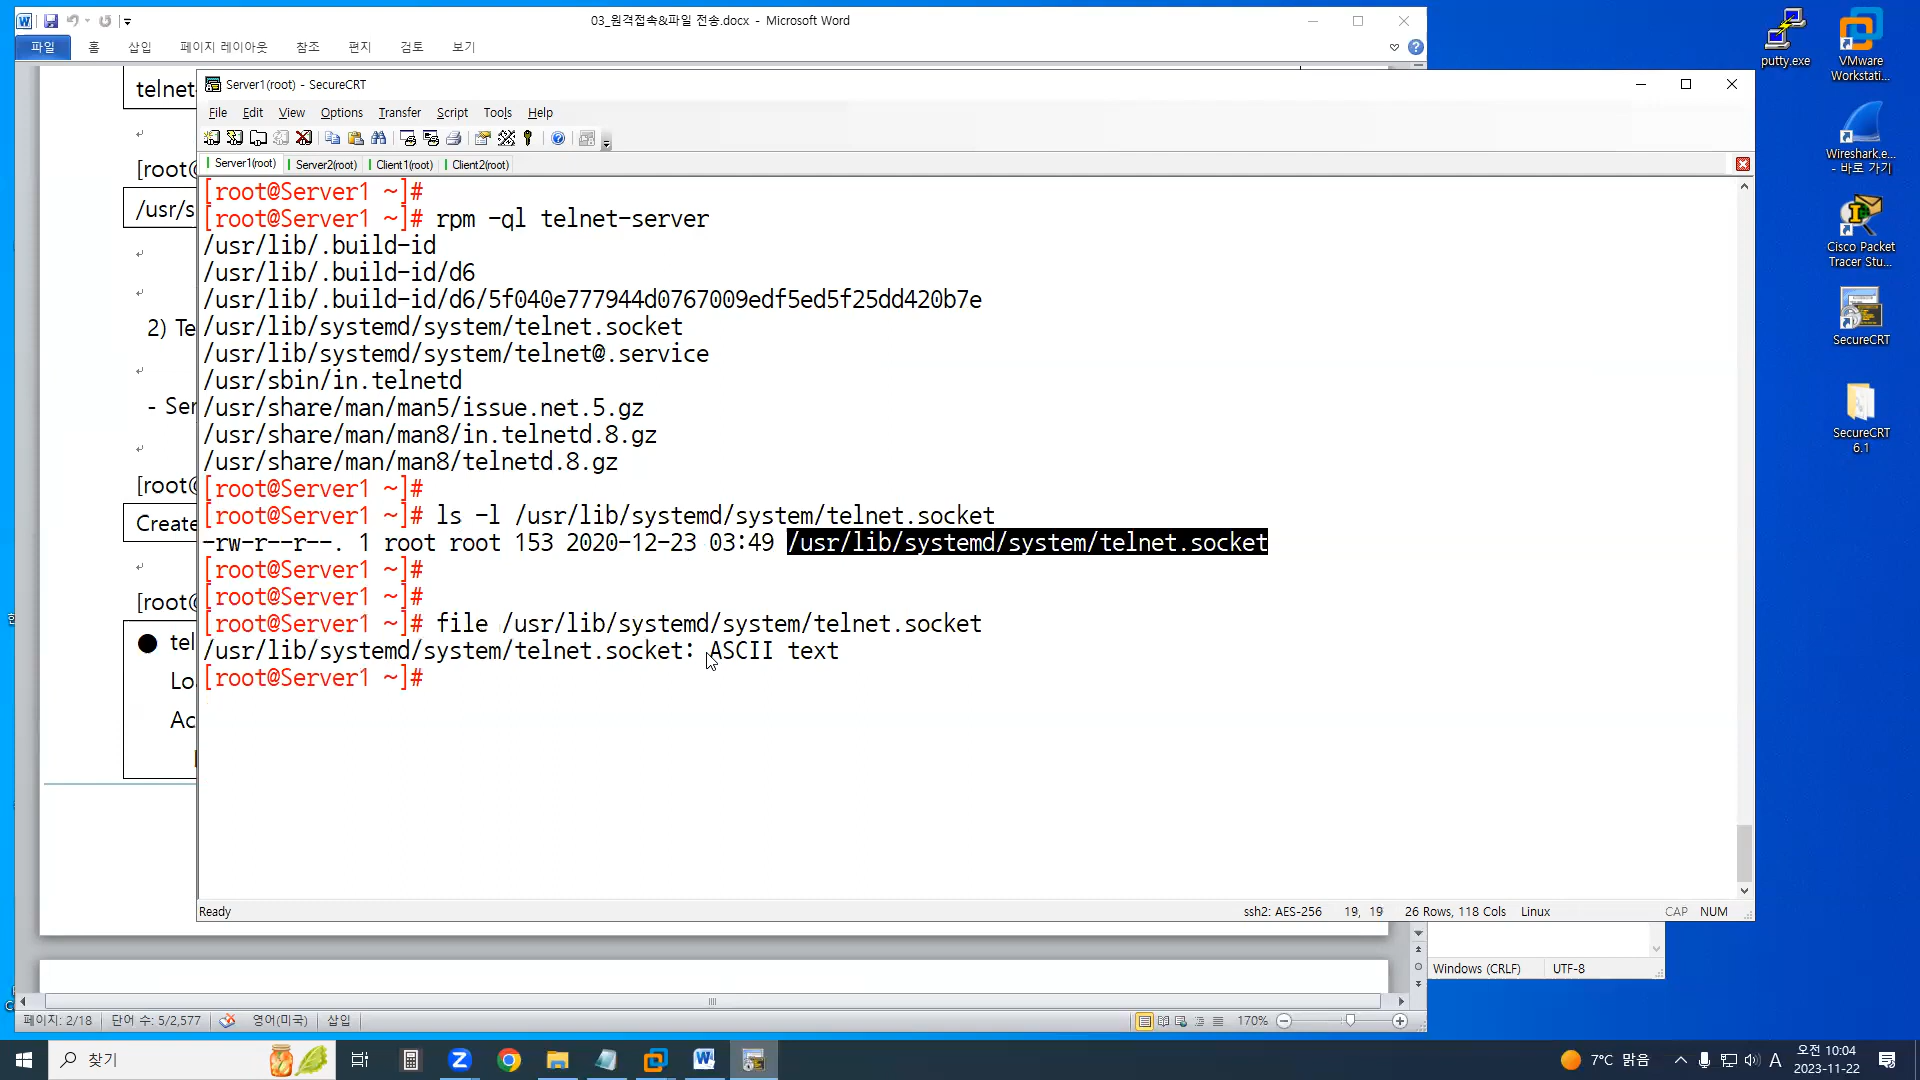 03_원격접속&파일 전송.docx - Microsoft Word
파일 홈 삽입 페이지 레이아웃 참조 편지 검토 보기
telnet
[root@
/usr/s
2) Te
- Ser
[root@
Create
[root@
● tel
Lo
Ac
Server1(root) - SecureCRT
File Edit View Options Transfer Script Tools Help
Server1(root) Server2(root) Client1(root) Client2(root)
[root@Server1 ~]#
[root@Server1 ~]# rpm -ql telnet-server
/usr/lib/.build-id
/usr/lib/.build-id/d6
/usr/lib/.build-id/d6/5f040e777944d0767009edf5ed5f25dd420b7e
/usr/lib/systemd/system/telnet.socket
/usr/lib/systemd/system/telnet@.service
/usr/sbin/in.telnetd
/usr/share/man/man5/issue.net.5.gz
/usr/share/man/man8/in.telnetd.8.gz
/usr/share/man/man8/telnetd.8.gz
[root@Server1 ~]#
[root@Server1 ~]# ls -l /usr/lib/systemd/system/telnet.socket
-rw-r--r--. 1 root root 153 2020-12-23 03:49 /usr/lib/systemd/system/telnet.socket
[root@Server1 ~]#
[root@Server1 ~]#
[root@Server1 ~]# file /usr/lib/systemd/system/telnet.socket
/usr/lib/systemd/system/telnet.socket: ASCII text
[root@Server1 ~]#
Ready ssh2: AES-256 19, 19 26 Rows, 118 Cols Linux CAP NUM
Windows (CRLF) UTF-8
페이지: 2/18 단어 수: 5/2,577 영어(미국) 삽입 170%
putty.exe
VMware
Workstati...
Wireshark.e...
- 바로 가기
Cisco Packet
Tracer Stu...
SecureCRT
SecureCRT
6.1
찾기
7°C 맑음 A 오전 10:04
2023-11-22